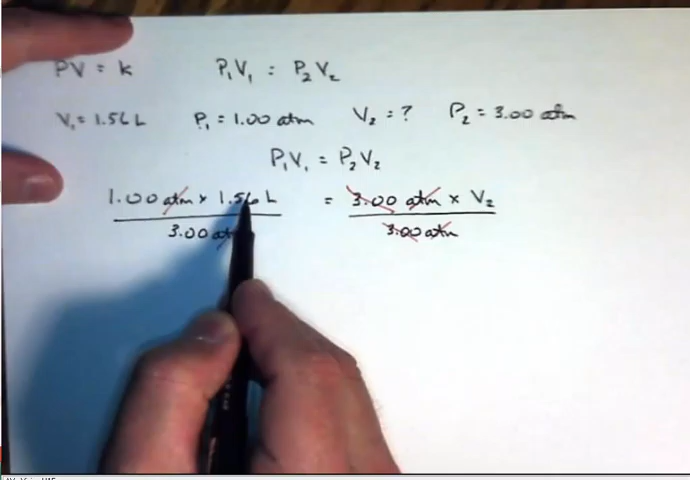 PV = k P₁V₁ = P₂V₂
V₁ = 1.56 L P₁ = 1.00 atm V₂ = ? P₂ = 3.00 atm
P₁V₁ = P₂V₂
1.00 atm × 1.56 L = 3.00 atm × V₂
3.00 3.00 atm